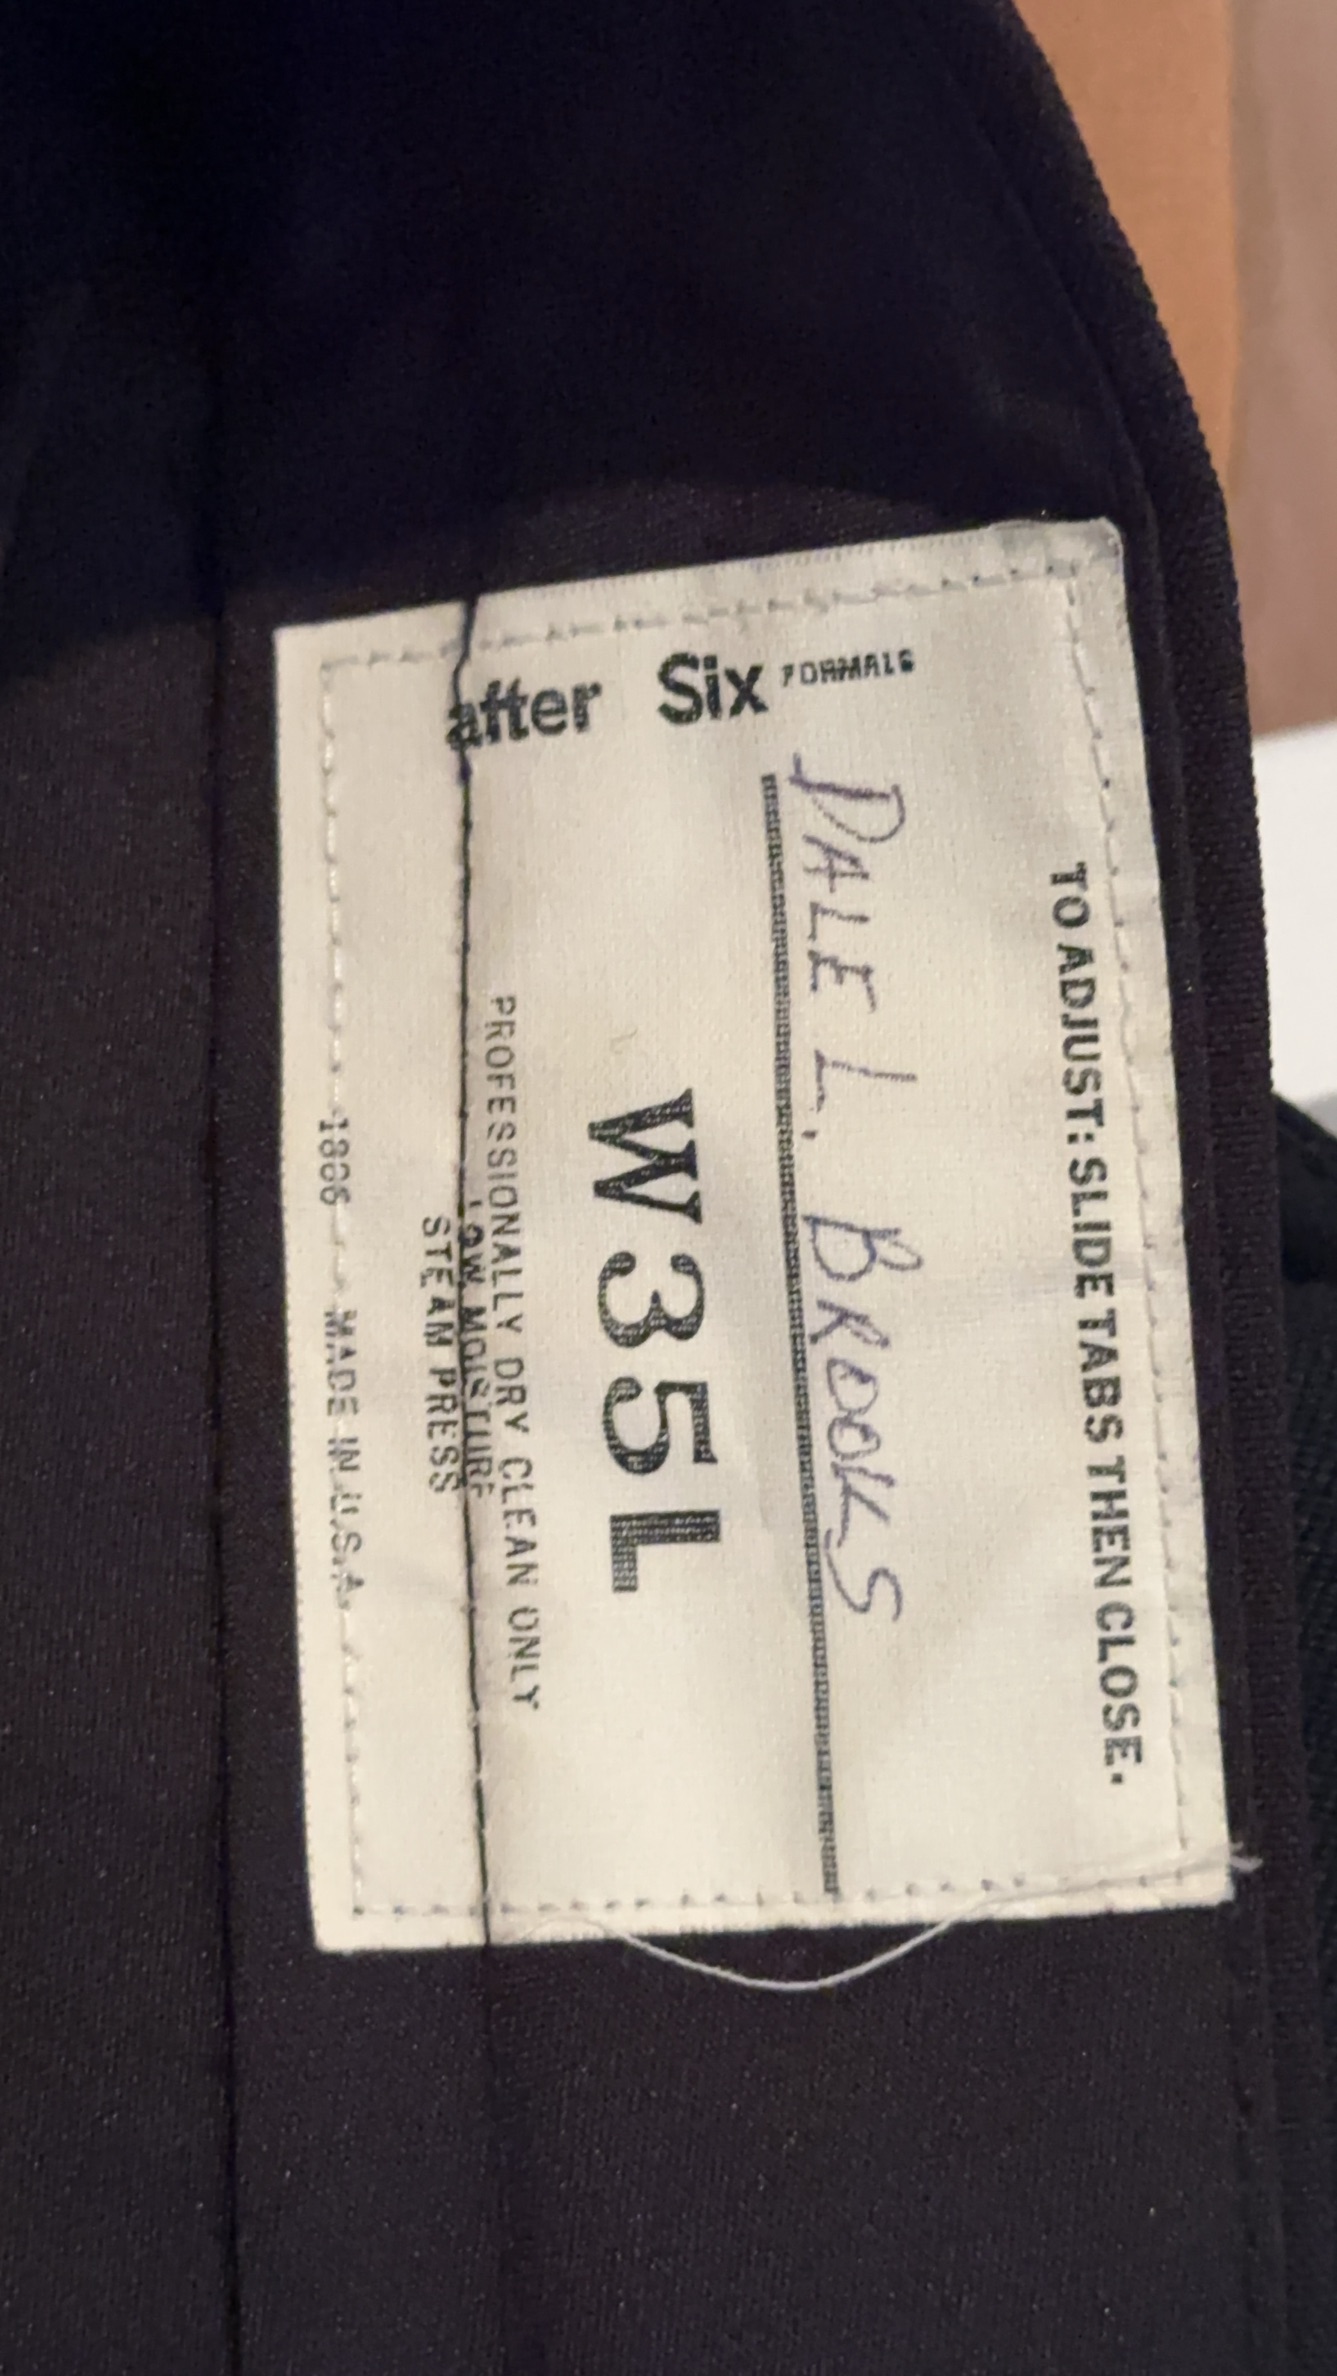 after Six FORMALS
TO ADJUST: SLIDE TABS THEN CLOSE.
DALE L. BROOKS
W35L
PROFESSIONALLY DRY CLEAN ONLY
LOW MOISTURE
STEAM PRESS
MADE IN U.S.A.